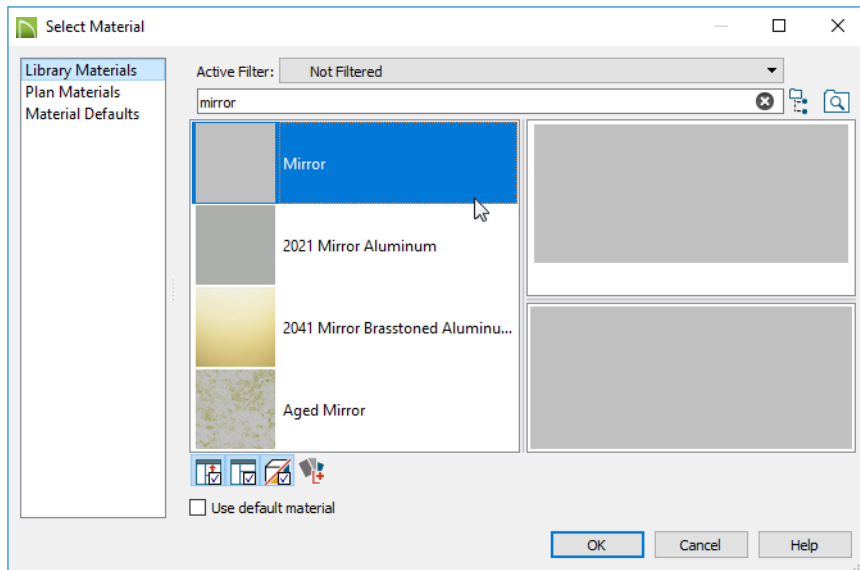 Select Material
Library Materials
Plan Materials
Material Defaults
Active Filter: Not Filtered
mirror
Mirror
2021 Mirror Aluminum
2041 Mirror Brasstoned Aluminu...
Aged Mirror
Use default material
OK Cancel Help